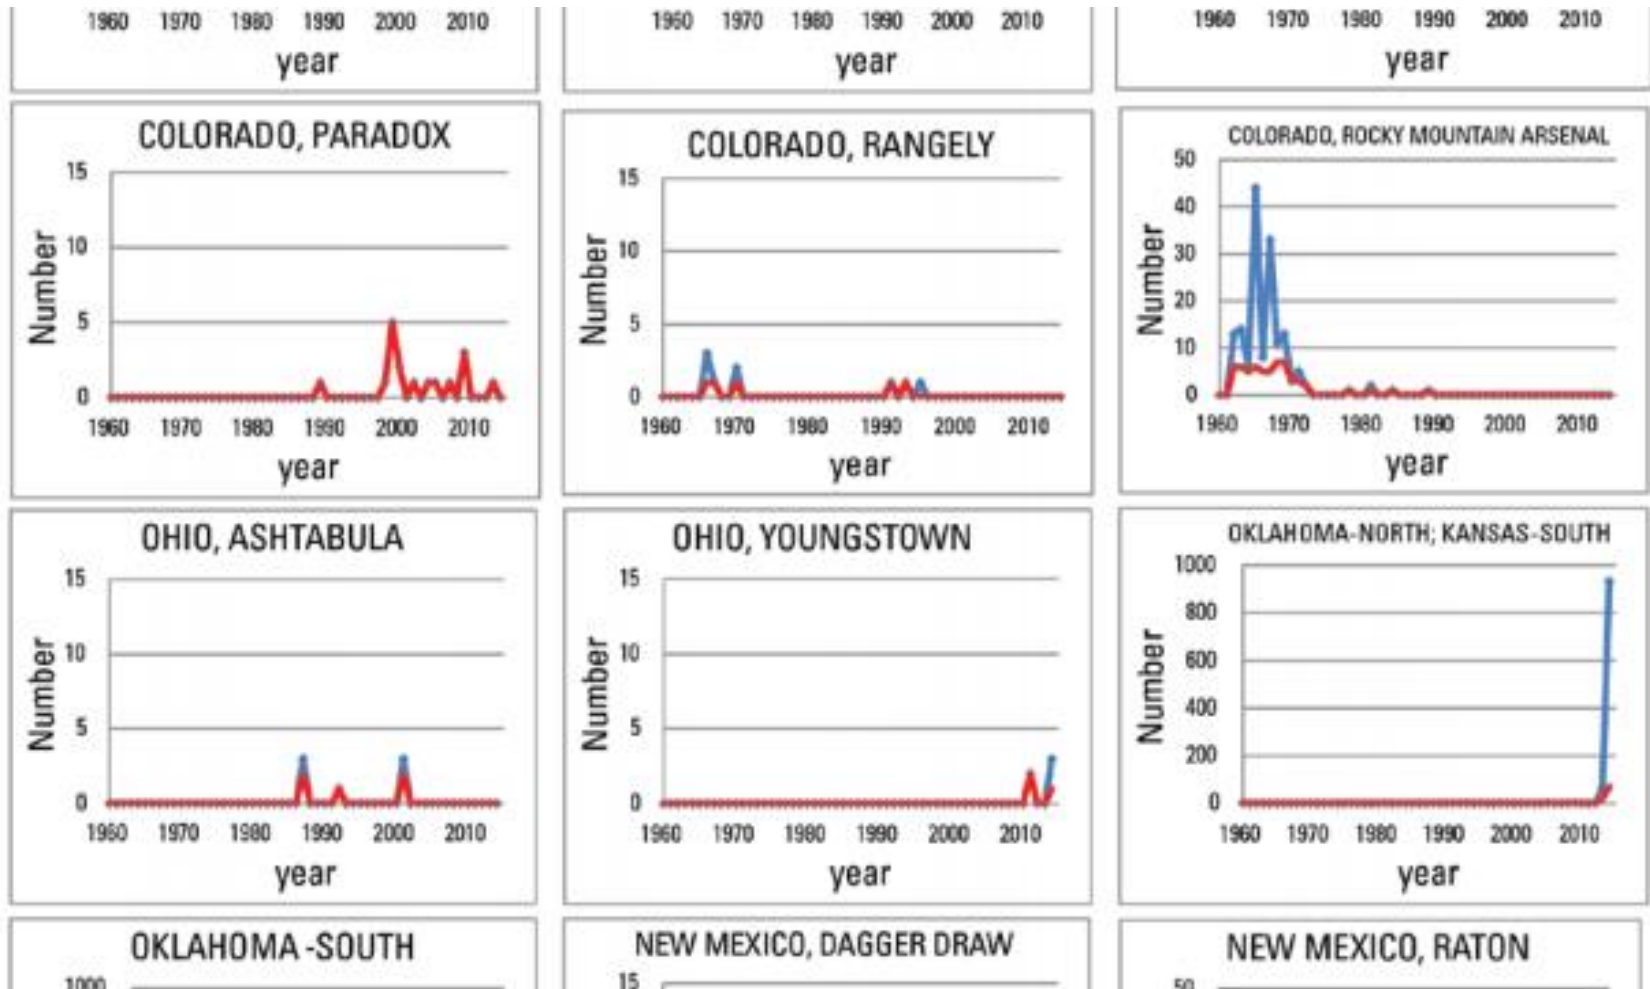 1960 1970 1980 1990 2000 2010
year
1960 1970 1980 1990 2000 2010
year
1960 1970 1980 1990 2000 2010
year
COLORADO, PARADOX
15
10
5
0
Number
1960 1970 1980 1990 2000 2010
year
COLORADO, RANGELY
15
10
5
0
Number
1960 1970 1980 1990 2000 2010
year
COLORADO, ROCKY MOUNTAIN ARSENAL
50
40
30
20
10
0
Number
1960 1970 1980 1990 2000 2010
year
OHIO, ASHTABULA
15
10
5
0
Number
1960 1970 1980 1990 2000 2010
year
OHIO, YOUNGSTOWN
15
10
5
0
Number
1960 1970 1980 1990 2000 2010
year
OKLAHOMA-NORTH; KANSAS-SOUTH
1000
800
600
400
200
0
Number
1960 1970 1980 1990 2000 2010
year
OKLAHOMA -SOUTH
1000
NEW MEXICO, DAGGER DRAW
15
NEW MEXICO, RATON
50